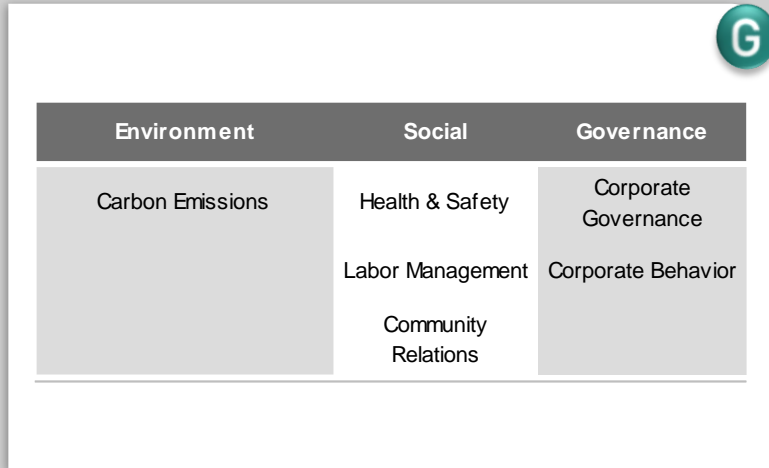 G
Environment Social Governance
Carbon Emissions Health & Safety Corporate
Governance
Labor Management Corporate Behavior
Community
Relations